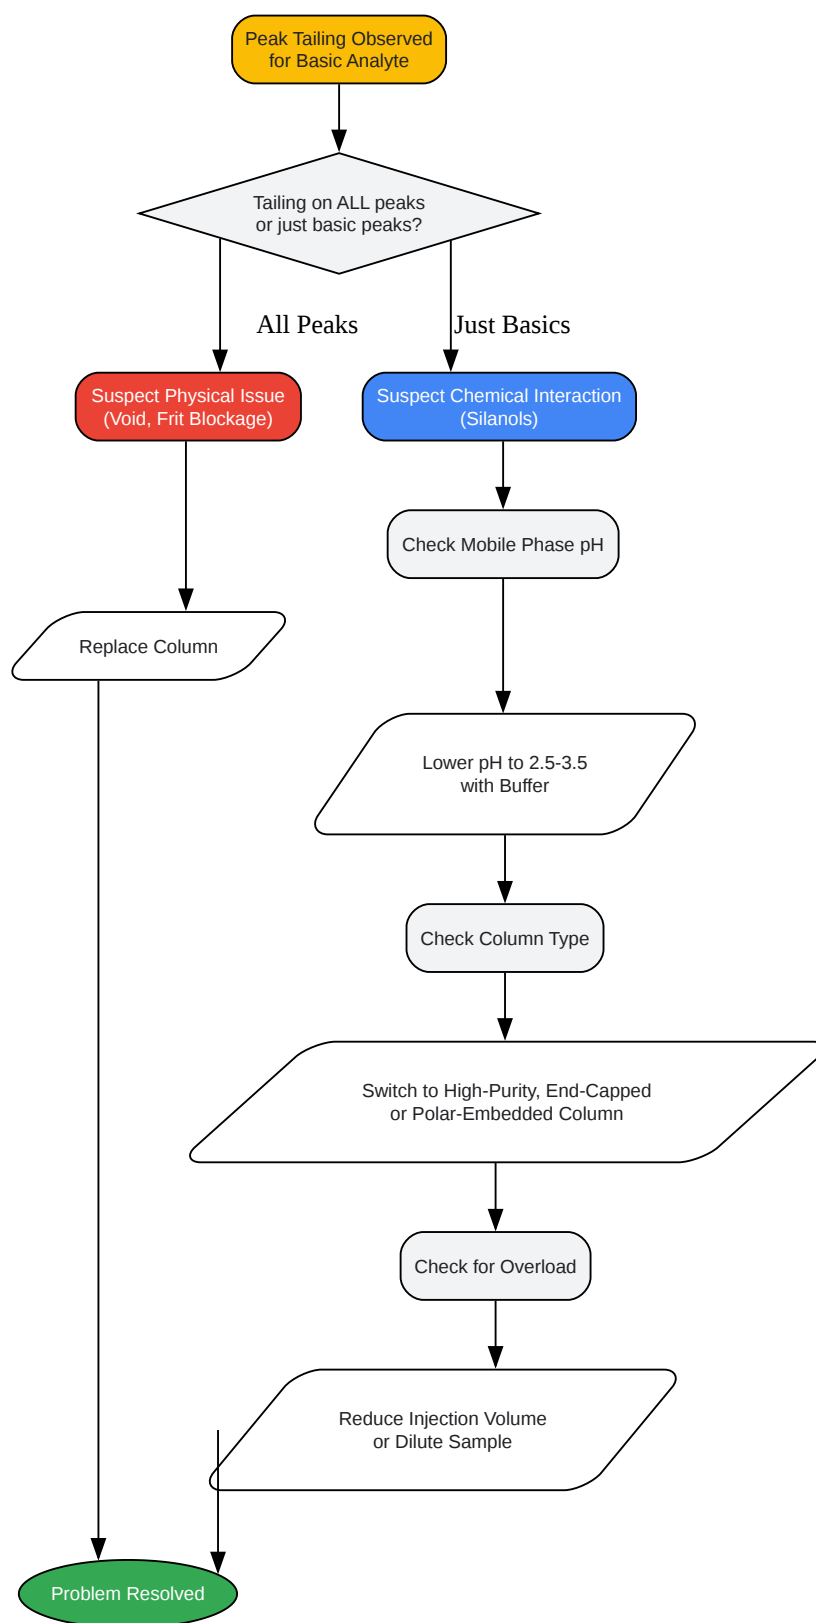 Peak Tailing Observed
for Basic Analyte
Tailing on ALL peaks
or just basic peaks?
All Peaks
Just Basics
Suspect Physical Issue
(Void, Frit Blockage)
Suspect Chemical Interaction
(Silanols)
Check Mobile Phase pH
Replace Column
Lower pH to 2.5-3.5
with Buffer
Check Column Type
Switch to High-Purity, End-Capped
or Polar-Embedded Column
Check for Overload
Reduce Injection Volume
or Dilute Sample
Problem Resolved